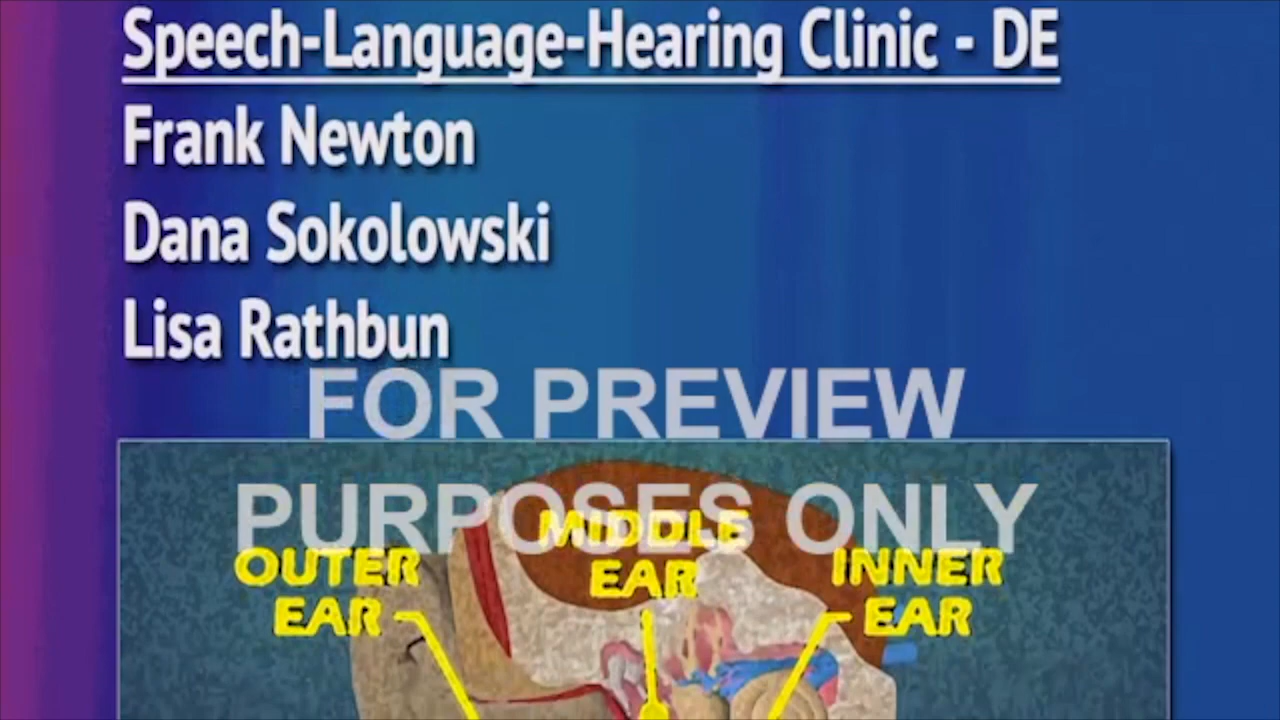 Speech-Language-Hearing Clinic - DE
Frank Newton
Dana Sokolowski
Lisa Rathbun
FOR PREVIEW
PURPOSES ONLY
OUTER
EAR
MIDDLE
EAR
INNER
EAR